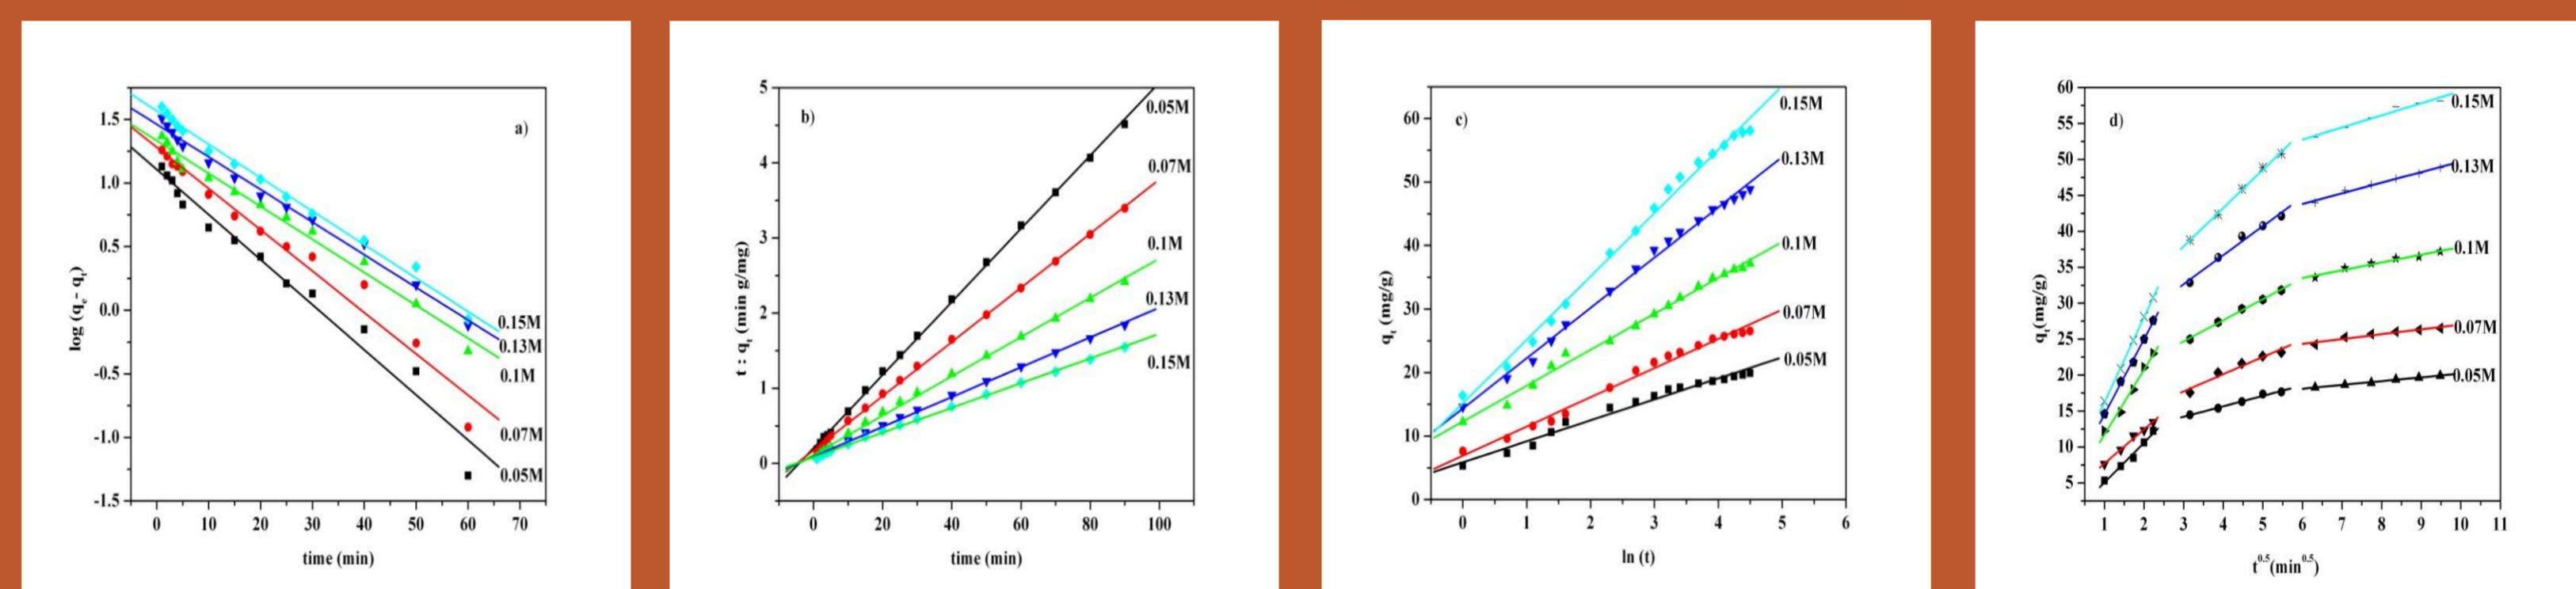 a)
1.5
1.0
0.5
0.0
-0.5
-1.0
-1.5
log (qe- qt)
0.15M
0.13M
0.1M
0.07M
0.05M
0 10 20 30 40 50 60 70
time (min)
b)
5
4
3
2
1
0
t : qt (min g/mg)
0.05M
0.07M
0.1M
0.13M
0.15M
0 20 40 60 80 100
time (min)
c)
60
50
40
30
20
10
0
qt (mg/g)
0.15M
0.13M
0.1M
0.07M
0.05M
0 1 2 3 4 5 6
ln (t)
d)
60
55
50
45
40
35
30
25
20
15
10
5
qt(mg/g)
0.15M
0.13M
0.1M
0.07M
0.05M
1 2 3 4 5 6 7 8 9 10 11
t0.5(min0.5)